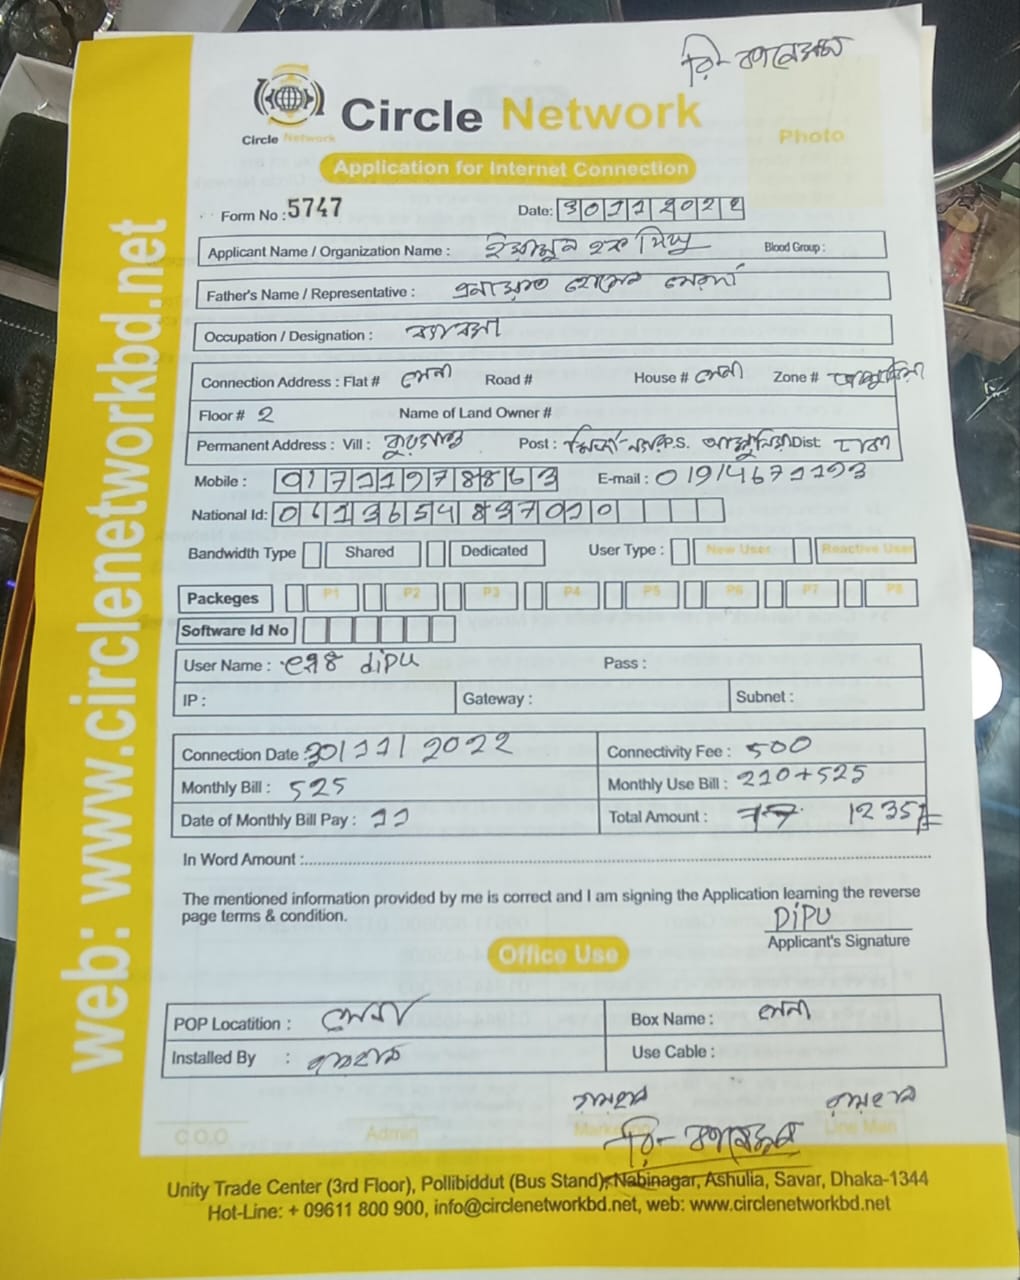 রি-কানেকশন
Circle Network
Circle Network
Photo
Application for Internet Connection
Form No : 5747 Date: 30112022
Applicant Name / Organization Name : Blood Group :
Father's Name / Representative : হোসেন
Occupation / Designation : ব্যবসা
Connection Address : Flat # Road # House # Zone #
Floor # 2 Name of Land Owner #
Permanent Address : Vill : Post : P.S. Dist ঢাকা
Mobile : 01711978863 E-mail : 01914671193
National Id: 0613654897010
Bandwidth Type Shared Dedicated User Type : New User Reactive User
Packeges P1 P2 P3 P4 P5 P6 P7 P8
Software Id No
User Name : dipu Pass :
IP : Gateway : Subnet :
Connection Date : 30/11/2022 Connectivity Fee : 500
Monthly Bill : 525 Monthly Use Bill : 210+525
Date of Monthly Bill Pay : 11 Total Amount : 1235/=
In Word Amount :
The mentioned information provided by me is correct and I am signing the Application learning the reverse
page terms & condition.
DiPU
Applicant's Signature
Office Use
POP Locatition : Box Name :
Installed By : Use Cable :
C.O.O Admin Marketing Line Man
রি-কানেকশন
Unity Trade Center (3rd Floor), Pollibiddut (Bus Stand), Nabinagar, Ashulia, Savar, Dhaka-1344
Hot-Line: + 09611 800 900, info@circlenetworkbd.net, web: www.circlenetworkbd.net
web: www.circlenetworkbd.net